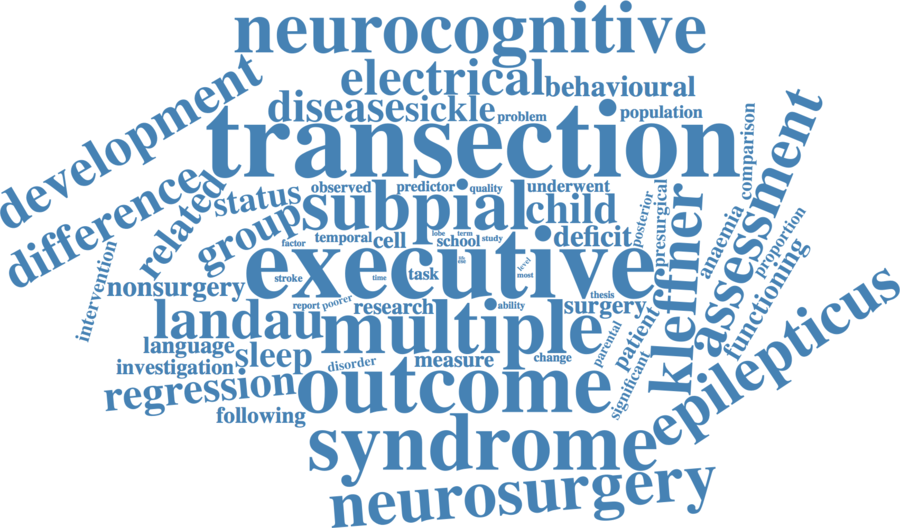 neurocognitive
electrical
behavioural
development
disease
sickle
problem
population
transection
comparison
difference
related
status
observed
predictor
quality
underwent
assessment
group
subpial
child
posterior
presurgical
kleffner
anaemia
proportion
intervention
factor
temporal
cell
lobe
term
school
study
deficit
executive
functioning
nonsurgery
stroke
time
task
level
most
landau
report
poorer
research
ability
thesis
surgery
multiple
language
sleep
parental
patient
epilepticus
investigation
disorder
measure
change
significant
regression
outcome
following
syndrome
neurosurgery